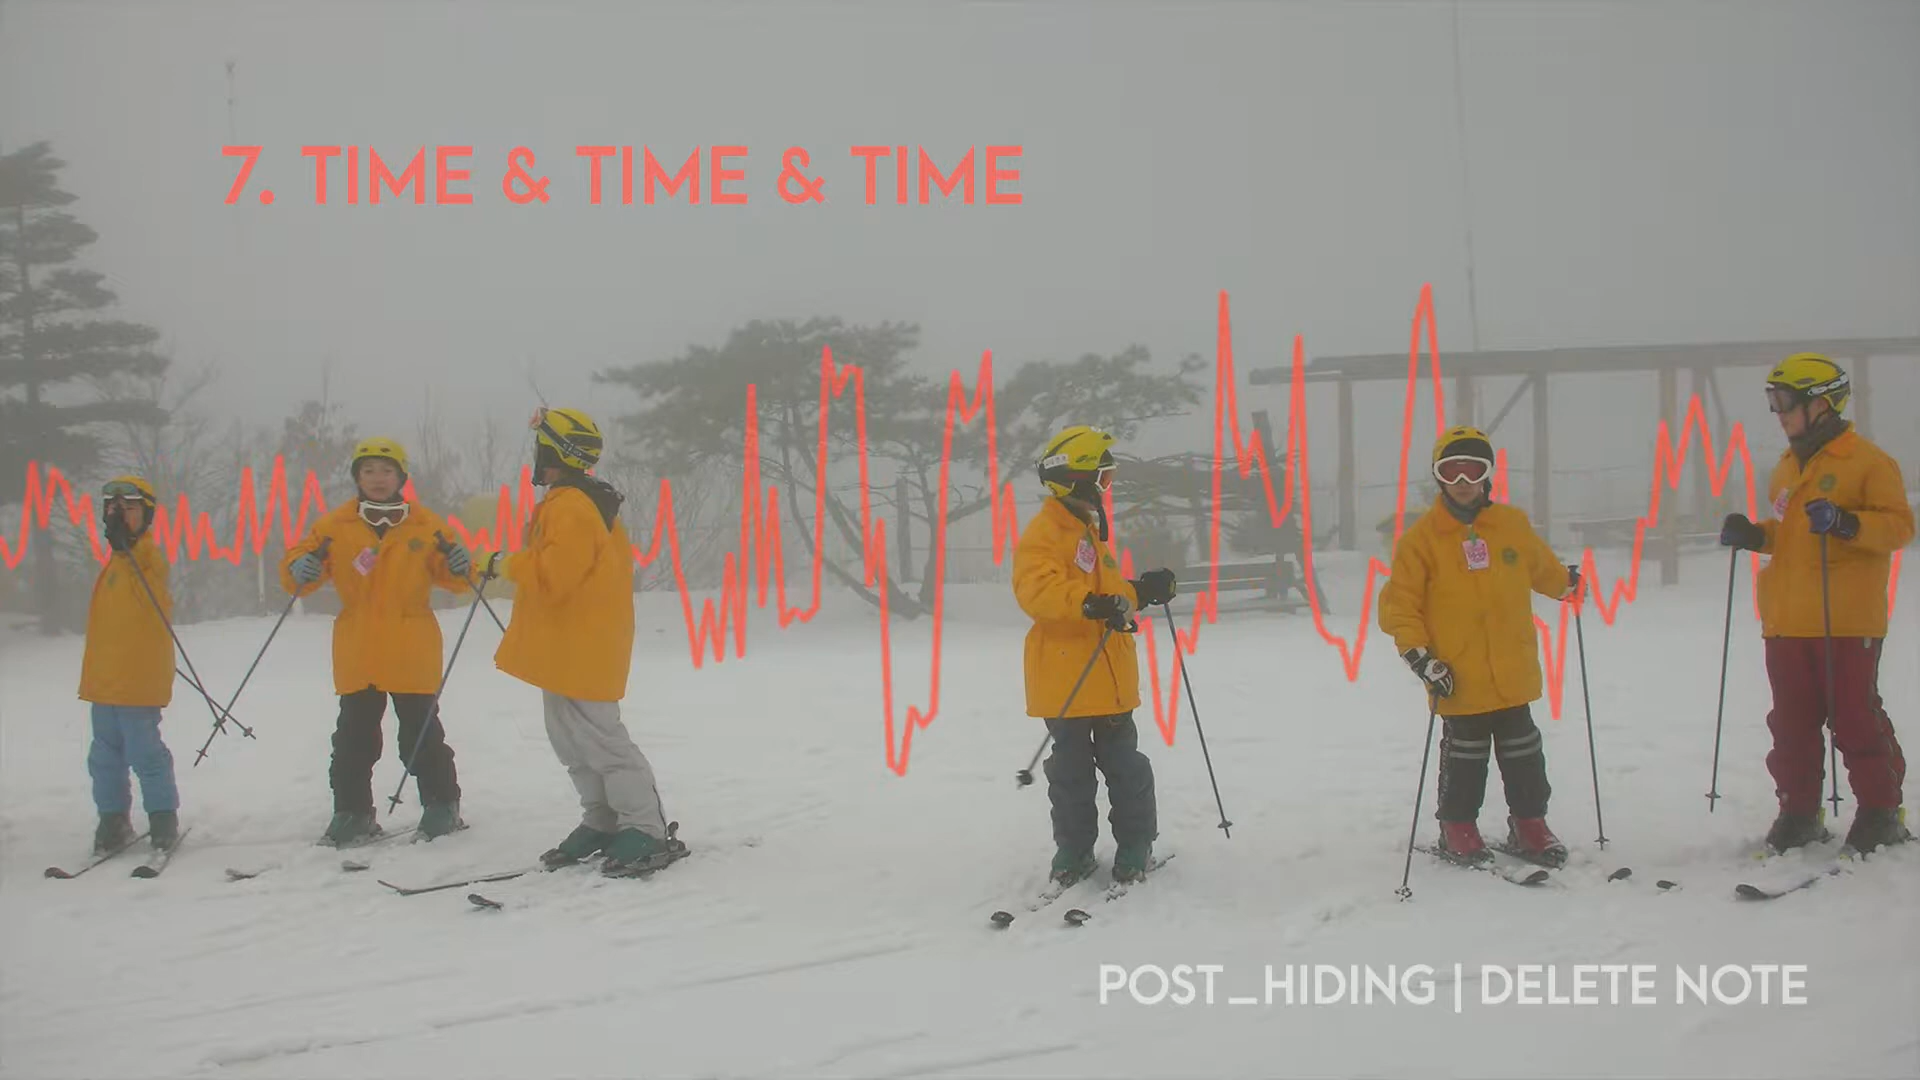 7. TIME & TIME & TIME
POST_HIDING | DELETE NOTE